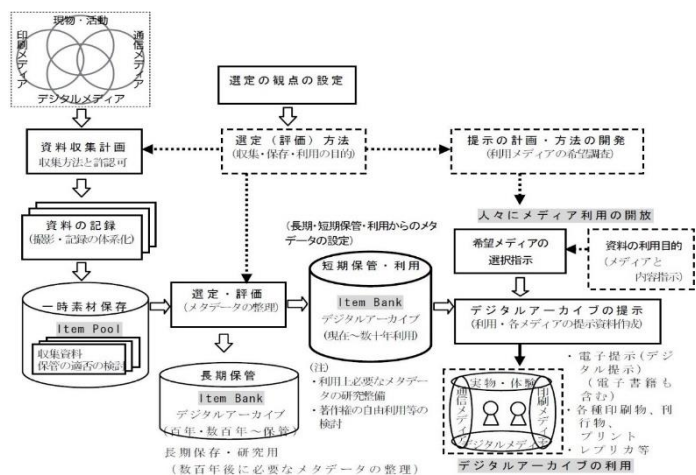 現物・活動
印刷メディア
通信メディア
デジタルメディア
選定の観点の設定
資料収集計画
収集方法と許認可
選定(評価)方法
(収集・保存・利用の目的)
提示の計画・方法の開発
(利用メディアの希望調査)
資料の記録
(撮影・記録の体系化)
(長期・短期保管・利用からのメタ
データの設定)
人々にメディア利用の開放
希望メディアの
選択指示
資料の利用目的
(メディアと
内容指示)
一時素材保存
Item Pool
収集資料
保管の適否の検討
選定・評価
(メタデータの整理)
短期保管・利用
Item Bank
デジタルアーカイブ
(現在~数十年利用)
デジタルアーカイブの提示
(利用・各メディアの提示資料作成)
長期保管
Item Bank
デジタルアーカイブ
(百年・数百年~保管)
長期保存・研究用
(数百年後に必要なメタデータの整理)
(注)
・利用上必要なメタデー
タの研究整備
・著作権の自由利用等の
検討
実物・体験
通信メディア
印刷メディア
デジタルメディア
・電子提示(デジ
タル提示)
(電子書籍も
含む)
・各種印刷物、刊
行物、
プリント
・レプリカ等
デジタルアーカイブの利用